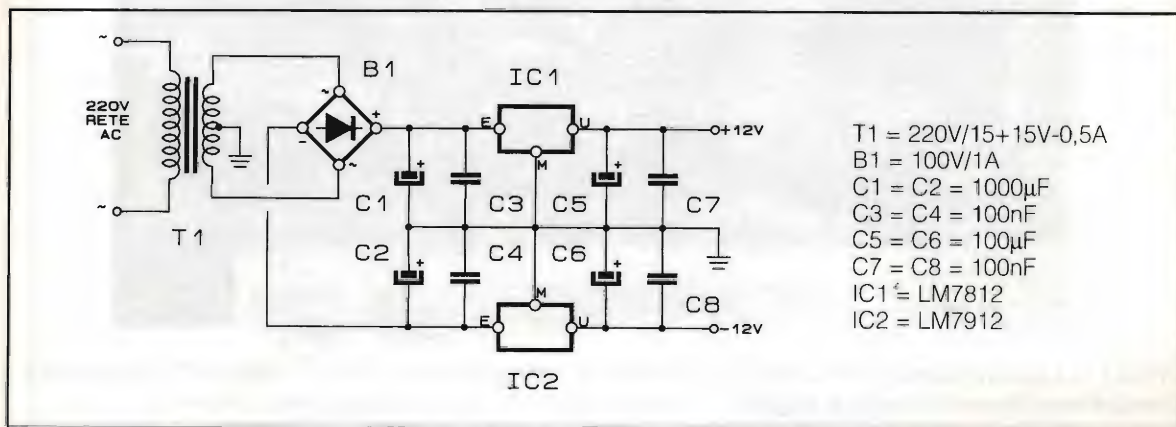 ~
220V
RETE
AC
~
T1
B1
~
+
-
~
IC1
E
U
M
+12V
+
C1
C3
+
C5
C7
C2
+
C4
C6
+
C8
M
E
U
-12V
IC2
T1 = 220V/15+15V-0,5A
B1 = 100V/1A
C1 = C2 = 1000µF
C3 = C4 = 100nF
C5 = C6 = 100µF
C7 = C8 = 100nF
IC1 = LM7812
IC2 = LM7912